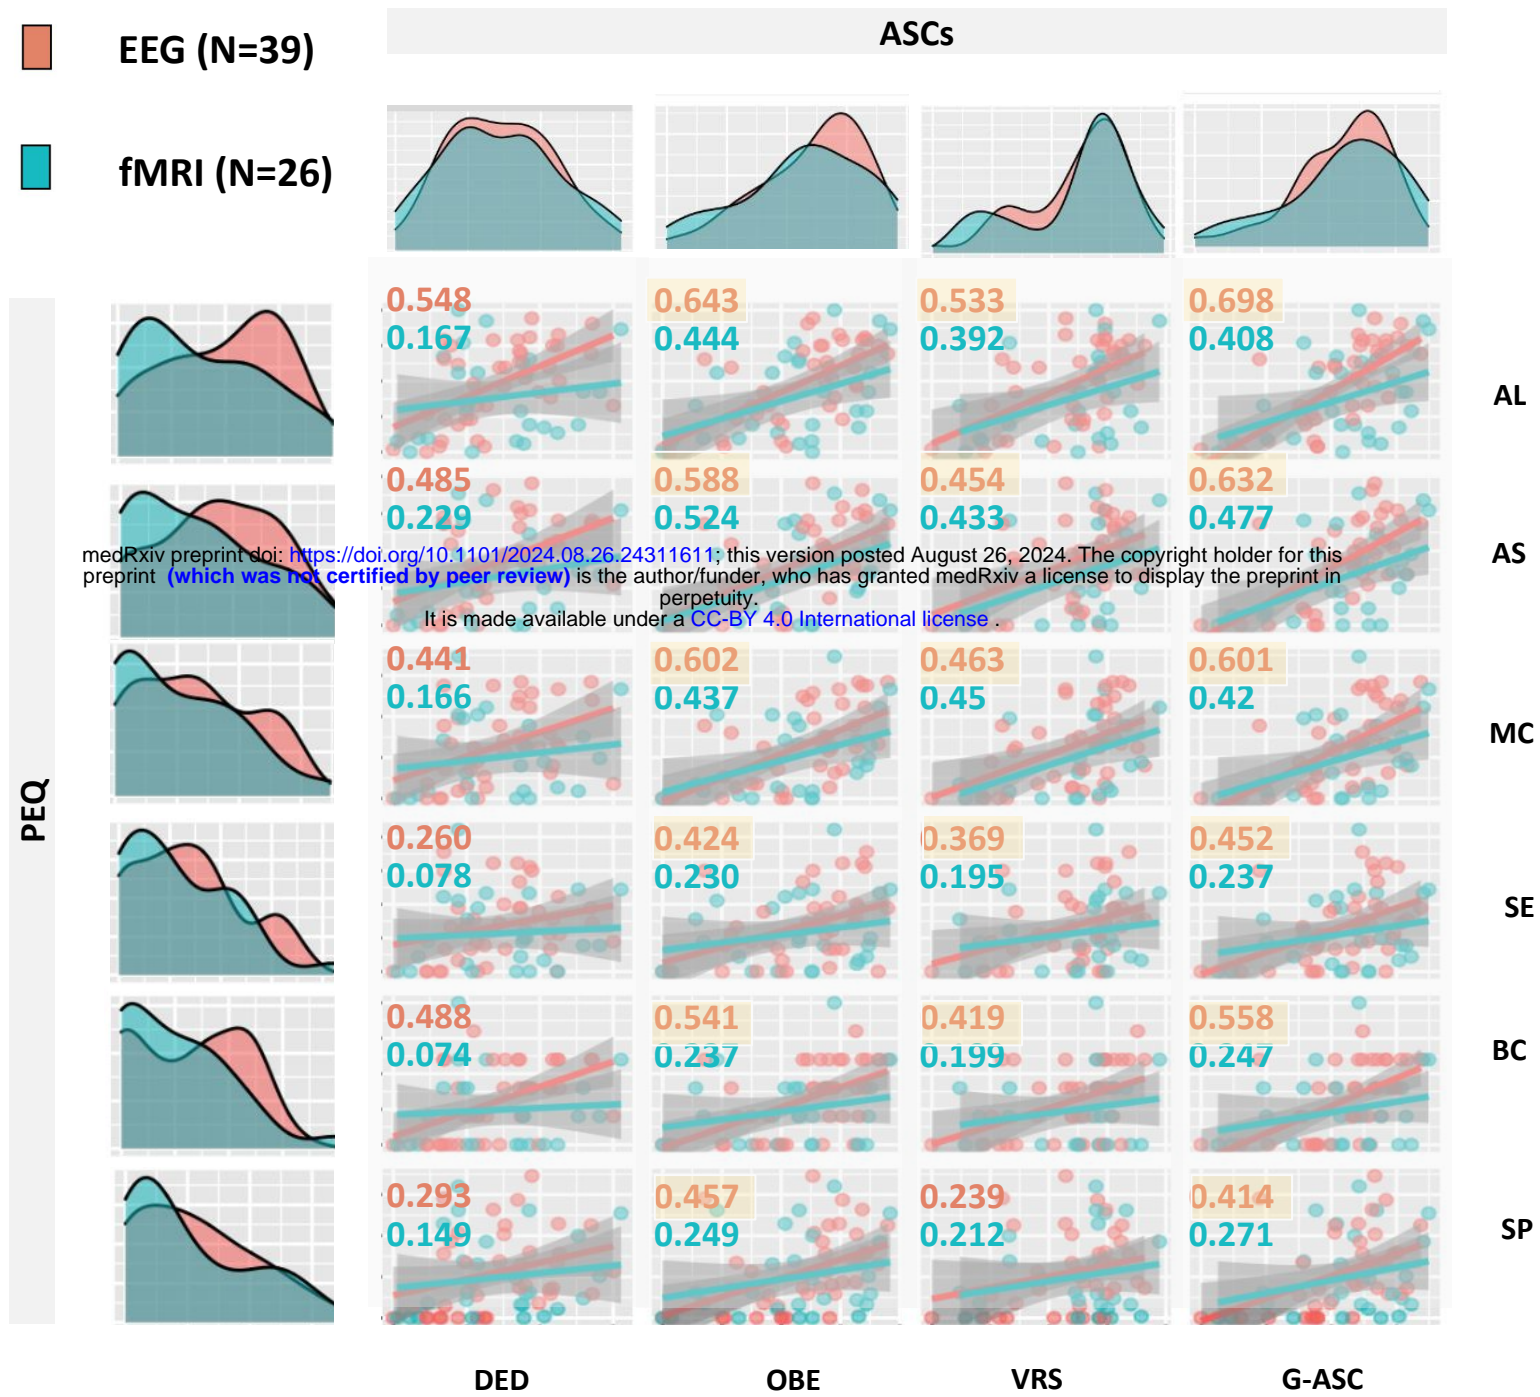 ASCs
EEG (N=39)
fMRI (N=26)
PEQ
0.548 0.643 0.533 0.698
0.167 0.444 0.392 0.408
AL
0.485 0.588 0.454 0.632
0.229 0.524 0.433 0.477
AS
medRxiv preprint doi: https://doi.org/10.1101/2024.08.26.24311611; this version posted August 26, 2024. The copyright holder for this
preprint (which was not certified by peer review) is the author/funder, who has granted medRxiv a license to display the preprint in
perpetuity.
It is made available under a CC-BY 4.0 International license .
0.441 0.602 0.463 0.601
0.166 0.437 0.45 0.42
MC
0.260 0.424 0.369 0.452
0.078 0.230 0.195 0.237
SE
0.488 0.541 0.419 0.558
0.074 0.237 0.199 0.247
BC
0.293 0.457 0.239 0.414
0.149 0.249 0.212 0.271
SP
DED OBE VRS G-ASC